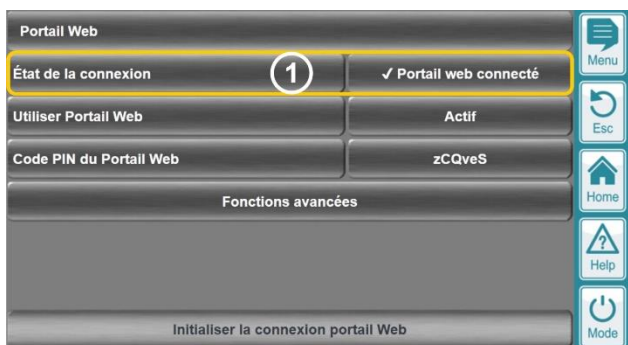 Portail Web
État de la connexion 1 ✓ Portail web connecté
Utiliser Portail Web Actif
Code PIN du Portail Web zCQveS
Fonctions avancées
Initialiser la connexion portail Web
Menu
Esc
Home
? Help
Mode